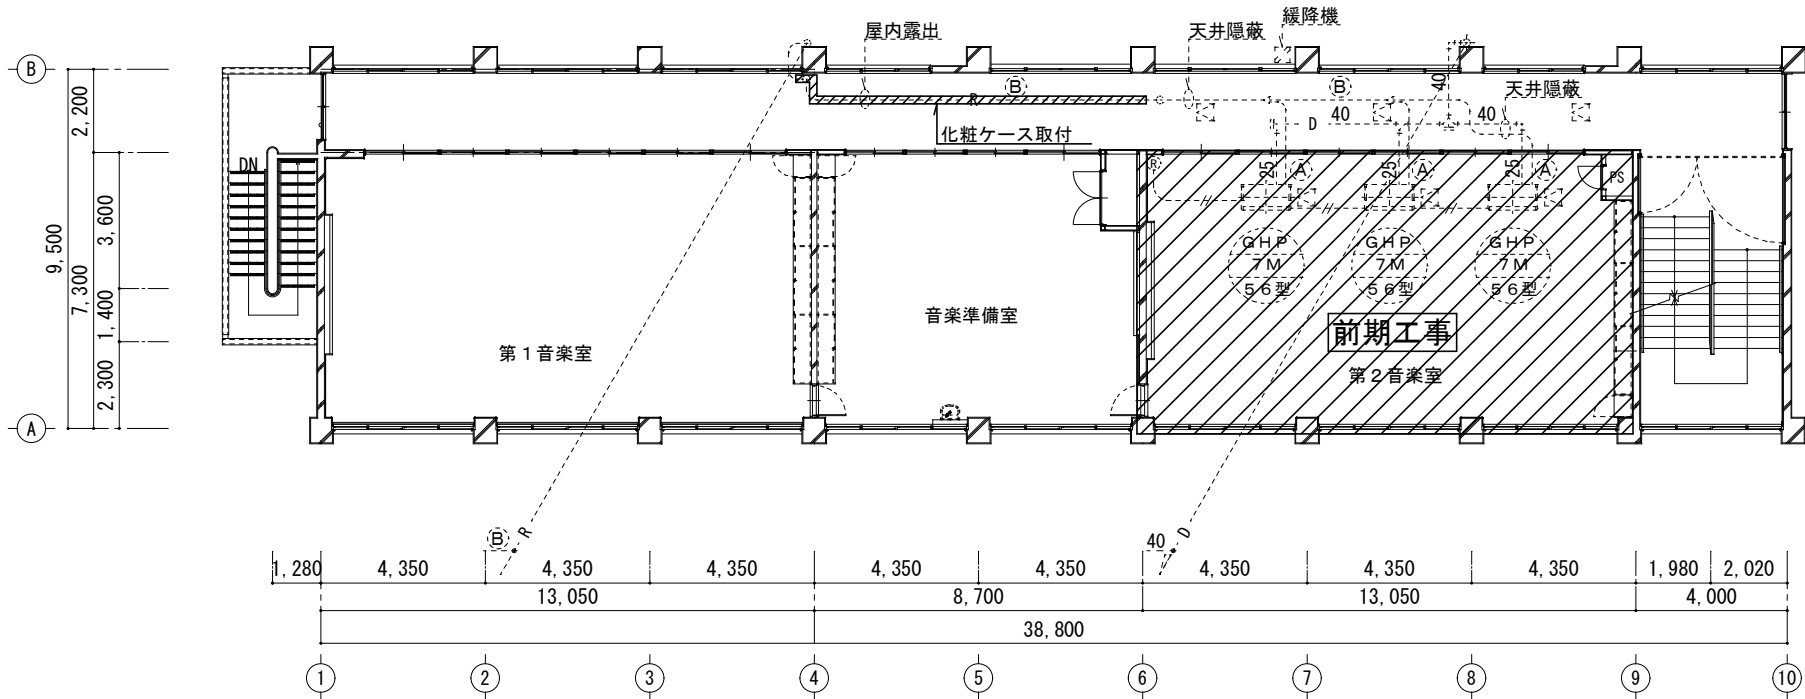 屋内露出
天井隠蔽
緩降機
B
40
2,200
B
B
天井隠蔽
R
40
40
D
化粧ケース取付
DN
R
25
A
25
A
25
A
PS
9,500
7,300
3,600
1,400
2,300
GHP
7M
56型
GHP
7M
56型
GHP
7M
56型
音楽準備室
前期工事
第1音楽室
第2音楽室
A
B
R
40
D
1,280
4,350
4,350
4,350
4,350
4,350
4,350
4,350
4,350
1,980
2,020
13,050
8,700
13,050
4,000
38,800
1
2
3
4
5
6
7
8
9
10